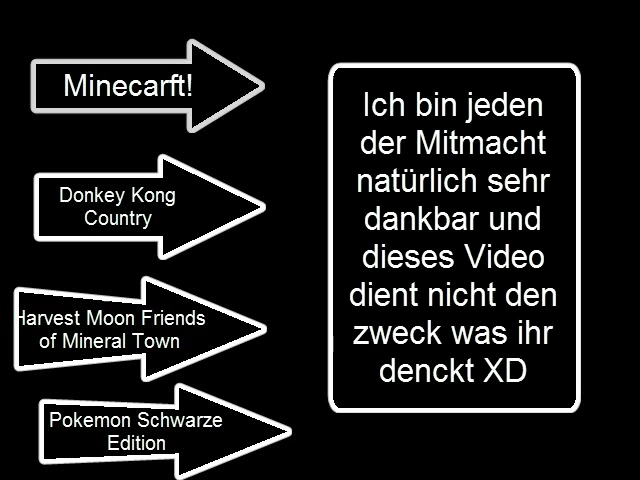 Minecarft!
Donkey Kong
Country
Harvest Moon Friends
of Mineral Town
Pokemon Schwarze
Edition
Ich bin jeden
der Mitmacht
natürlich sehr
dankbar und
dieses Video
dient nicht den
zweck was ihr
denckt XD